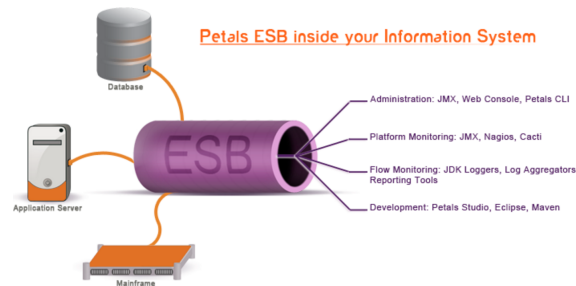 Petals ESB inside your Information System
Database
Administration: JMX, Web Console, Petals CLI
Platform Monitoring: JMX, Nagios, Cacti
ESB
Flow Monitoring: JDK Loggers, Log Aggregators
Reporting Tools
Application Server
Development: Petals Studio, Eclipse, Maven
Mainframe